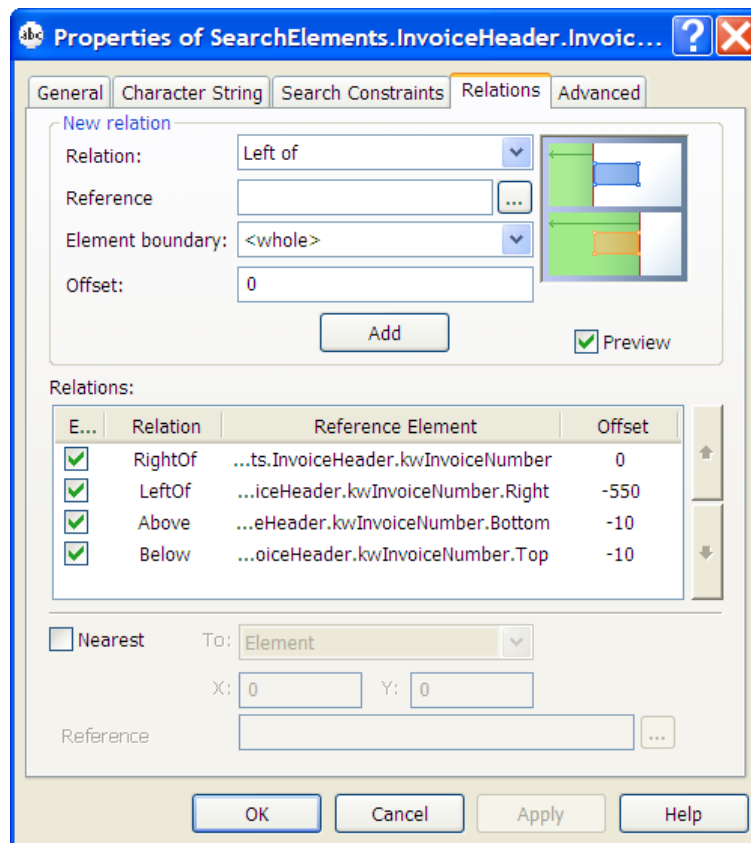 abc Properties of SearchElements.InvoiceHeader.Invoic... ?
General Character String Search Constraints Relations Advanced
New relation
Relation: Left of
Reference ...
Element boundary: <whole>
Offset: 0
Add Preview
Relations:
E... Relation Reference Element Offset
RightOf ...ts.InvoiceHeader.kwInvoiceNumber 0
LeftOf ...iceHeader.kwInvoiceNumber.Right -550
Above ...eHeader.kwInvoiceNumber.Bottom -10
Below ...oiceHeader.kwInvoiceNumber.Top -10
Nearest To: Element
X: 0 Y: 0
Reference ...
OK Cancel Apply Help